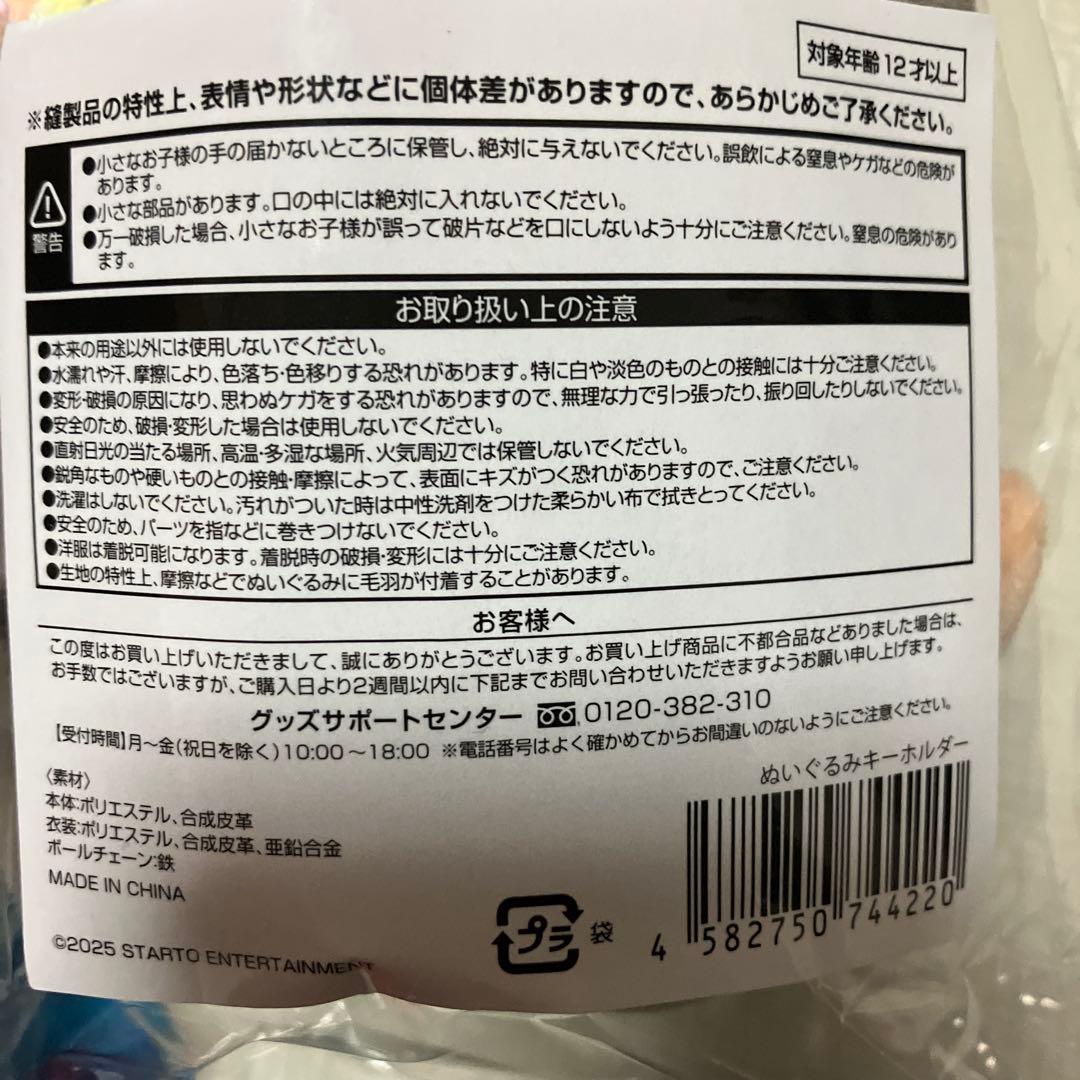 対象年齢12才以上
※縫製品の特性上、表情や形状などに個体差がありますので、あらかじめご了承ください。
警告
●小さなお子様の手の届かないところに保管し、絶対に与えないでください。誤飲による窒息やケガなどの危険が
あります。
●小さな部品があります。口の中には絶対に入れないでください。
●万一破損した場合、小さなお子様が誤って破片などを口にしないよう十分にご注意ください。窒息の危険があり
ます。
お取り扱い上の注意
●本来の用途以外には使用しないでください。
●水濡れや汗、摩擦により、色落ち・色移りする恐れがあります。特に白や淡色のものとの接触には十分ご注意ください。
●変形・破損の原因になり、思わぬケガをする恐れがありますので、無理な力で引っ張ったり、振り回したりしないでください。
●安全のため、破損・変形した場合は使用しないでください。
●直射日光の当たる場所、高温・多湿な場所、火気周辺では保管しないでください。
●鋭角なものや硬いものとの接触・摩擦によって、表面にキズがつく恐れがありますので、ご注意ください。
●洗濯はしないでください。汚れがついた時は中性洗剤をつけた柔らかい布で拭きとってください。
●安全のため、パーツを指などに巻きつけないでください。
●洋服は着脱可能になります。着脱時の破損・変形には十分にご注意ください。
●生地の特性上、摩擦などでぬいぐるみに毛羽が付着することがあります。
お客様へ
この度はお買い上げいただきまして、誠にありがとうございます。お買い上げ商品に不都合品などありました場合は、
お手数ではございますが、ご購入日より2週間以内に下記までお問い合わせいただきますようお願い申し上げます。
グッズサポートセンター 0120-382-310
【受付時間】月～金(祝日を除く)10:00～18:00 ※電話番号はよく確かめてからお間違いのないようにご注意ください。
〈素材〉
本体:ポリエステル、合成皮革
衣装:ポリエステル、合成皮革、亜鉛合金
ボールチェーン:鉄
MADE IN CHINA
©2025 STARTO ENTERTAINMENT
プラ
袋
ぬいぐるみキーホルダー
4 582750 744220